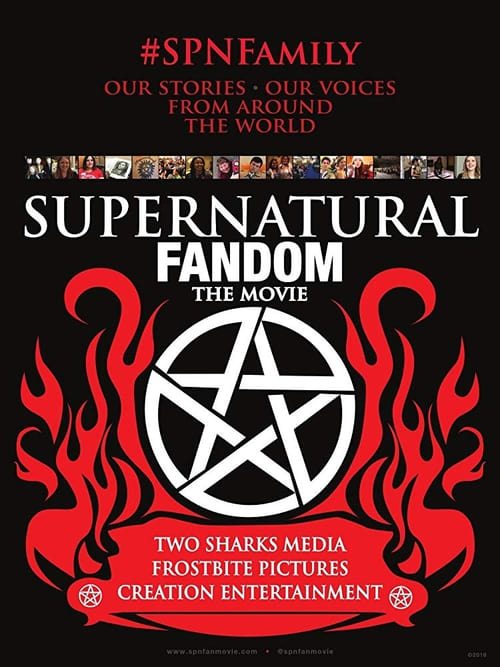 #SPNFAMILY
OUR STORIES • OUR VOICES
FROM AROUND
THE WORLD
SUPERNATURAL
FANDOM
THE MOVIE
TWO SHARKS MEDIA
FROSTBITE PICTURES
CREATION ENTERTAINMENT
www.spnfanmovie.com • @spnfanmovie
©2016